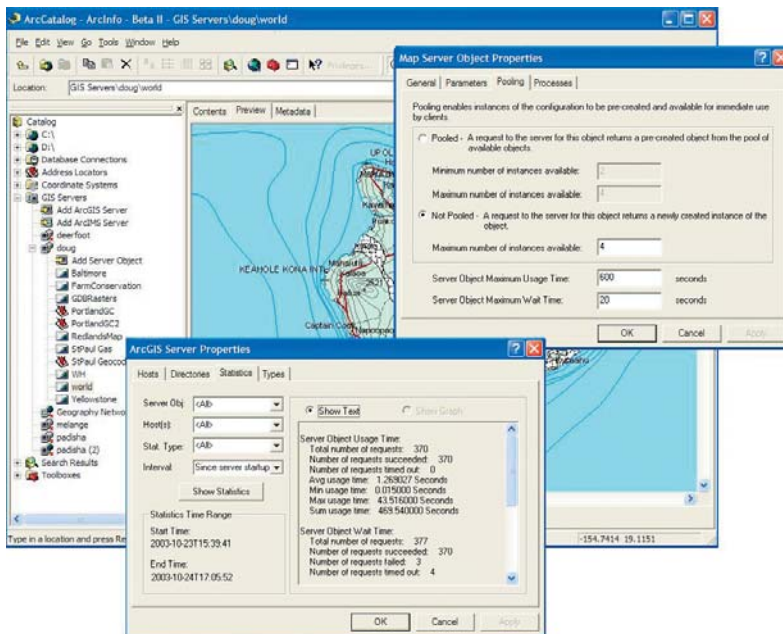 ArcCatalog - ArcInfo - Beta II - GIS Servers\doug\world
File Edit View Go Tools Window Help
Location: GIS Servers\doug\world
Catalog
C:\
D:\
Database Connections
Address Locators
Coordinate Systems
GIS Servers
Add ArcGIS Server
Add ArcIMS Server
deerfoot
doug
Add Server Object
Baltimore
FarmConservation
GDBRasters
PortlandGC
PortlandGC2
RedlandsMap
StPaul Gas
StPaul Geocod
WH
world
Yellowstone
Geography Netwo
melange
padisha
padisha (2)
Search Results
Toolboxes
Contents Preview Metadata
UPOL
KEAHOLE KONA INTL
Captain Coo
Type in a location and press Re
-154.7414 19.1151
Map Server Object Properties
General Parameters Pooling Processes
Pooling enables instances of the configuration to be pre-created and available for immediate use
by clients.
Pooled - A request to the server for this object returns a pre-created object from the pool of
available objects.
Minimum number of instances available: 2
Maximum number of instances available: 4
Not Pooled - A request to the server for this object returns a newly created instance of the
object.
Maximum number of instances available: 4
Server Object Maximum Usage Time: 600 seconds
Server Object Maximum Wait Time: 20 seconds
OK Cancel Apply
ArcGIS Server Properties
Hosts Directories Statistics Types
Server Obj: <All>
Host(s): <All>
Stat. Type: <All>
Interval Since server startup
Show Statistics
Statistics Time Range
Start Time:
2003-10-23T15:39:41
End Time:
2003-10-24T17:05:52
Show Text Show Graph
Server Object Usage Time:
Total number of requests: 370
Number of requests succeeded: 370
Number of requests timed out: 0
Avg usage time: 1.269027 Seconds
Min usage time: 0.015000 Seconds
Max usage time: 43.516000 Seconds
Sum usage time: 469.540000 Seconds
Server Object Wait Time:
Total number of requests: 377
Number of requests succeeded: 370
Number of requests failed: 3
Number of requests timed out: 4
OK Cancel Apply